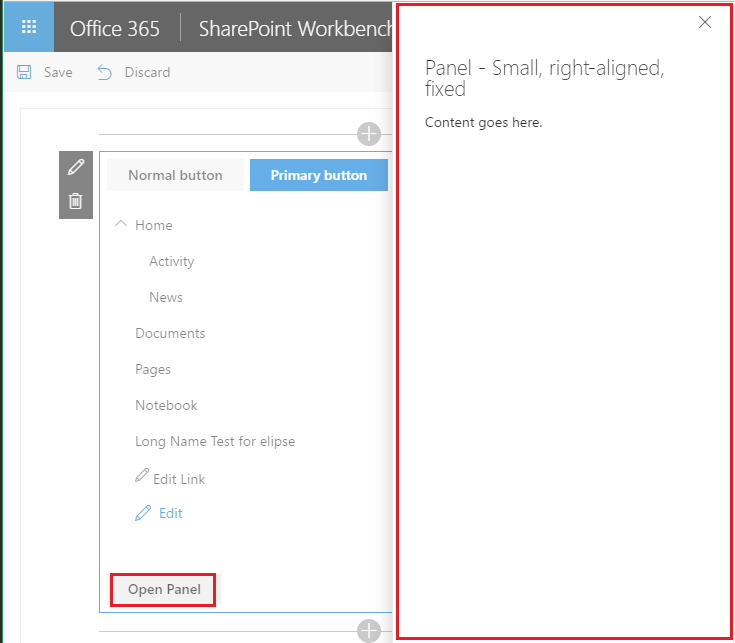 Office 365 SharePoint Workbench
Save Discard
Normal button Primary button
Home
Activity
News
Documents
Pages
Notebook
Long Name Test for elipse
Edit Link
Edit
Open Panel
Panel - Small, right-aligned,
fixed
Content goes here.